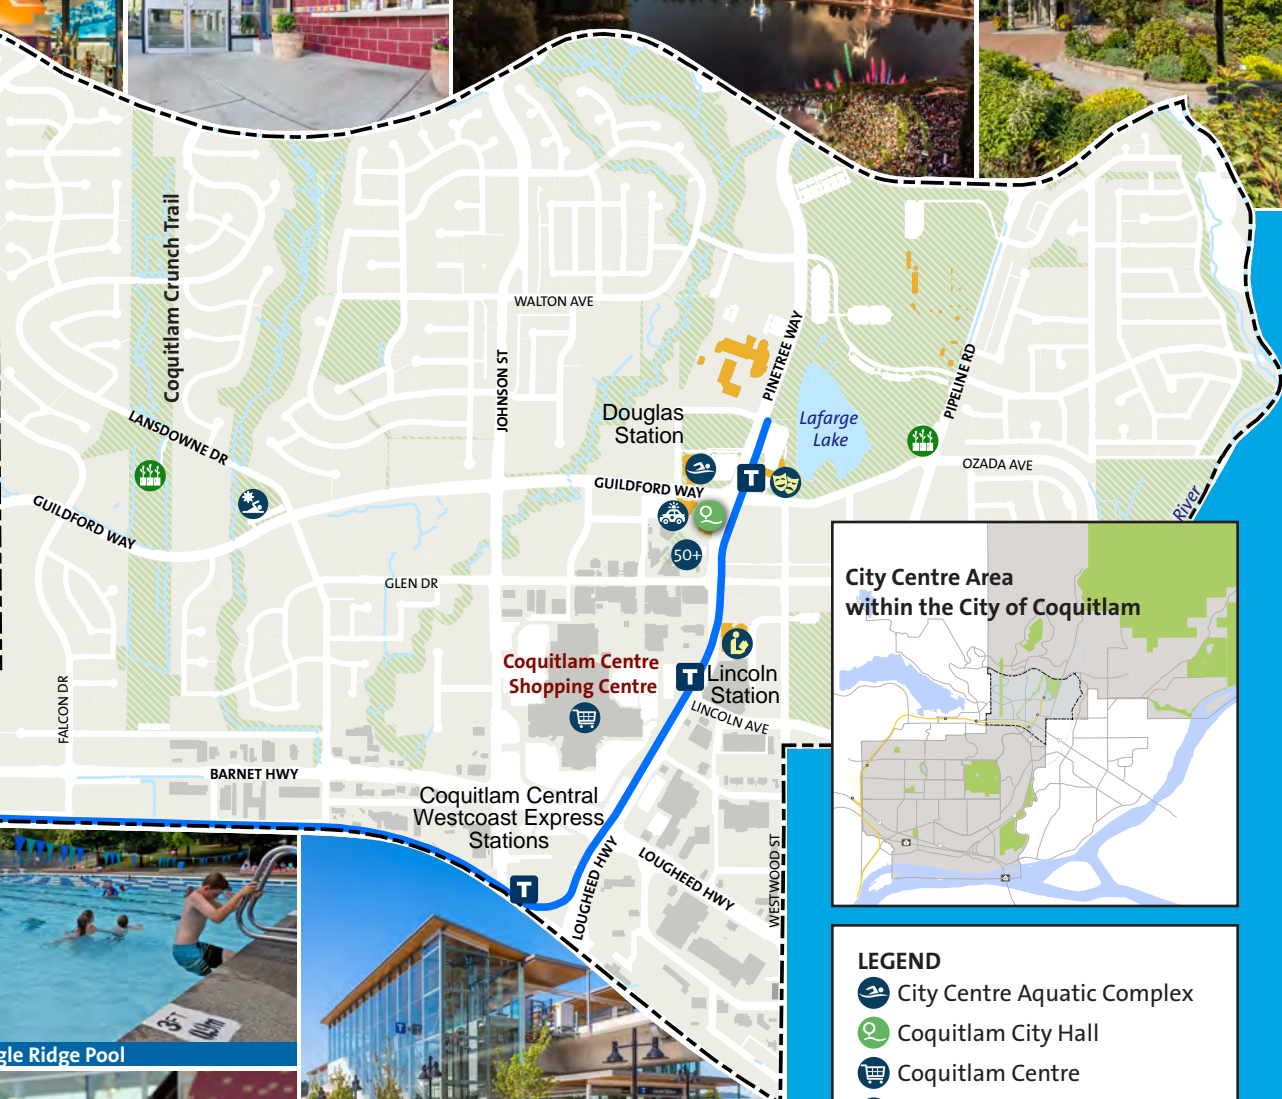 Coquitlam Crunch Trail
WALTON AVE
JOHNSON ST
PINETREE WAY
PIPELINE RD
Lafarge
Lake
Douglas
Station
LANSDOWNE DR
GUILDFORD WAY
GUILDFORD WAY
T
OZADA AVE
River
50+
GLEN DR
FALCON DR
Coquitlam Centre
Shopping Centre
T
Lincoln
Station
LINCOLN AVE
BARNET HWY
Coquitlam Central
Westcoast Express
Stations
T
LOUGHEED HWY
LOUGHEED HWY
WESTWOOD ST
City Centre Area
within the City of Coquitlam
LEGEND
City Centre Aquatic Complex
Coquitlam City Hall
Coquitlam Centre
3 FT
gle Ridge Pool
T